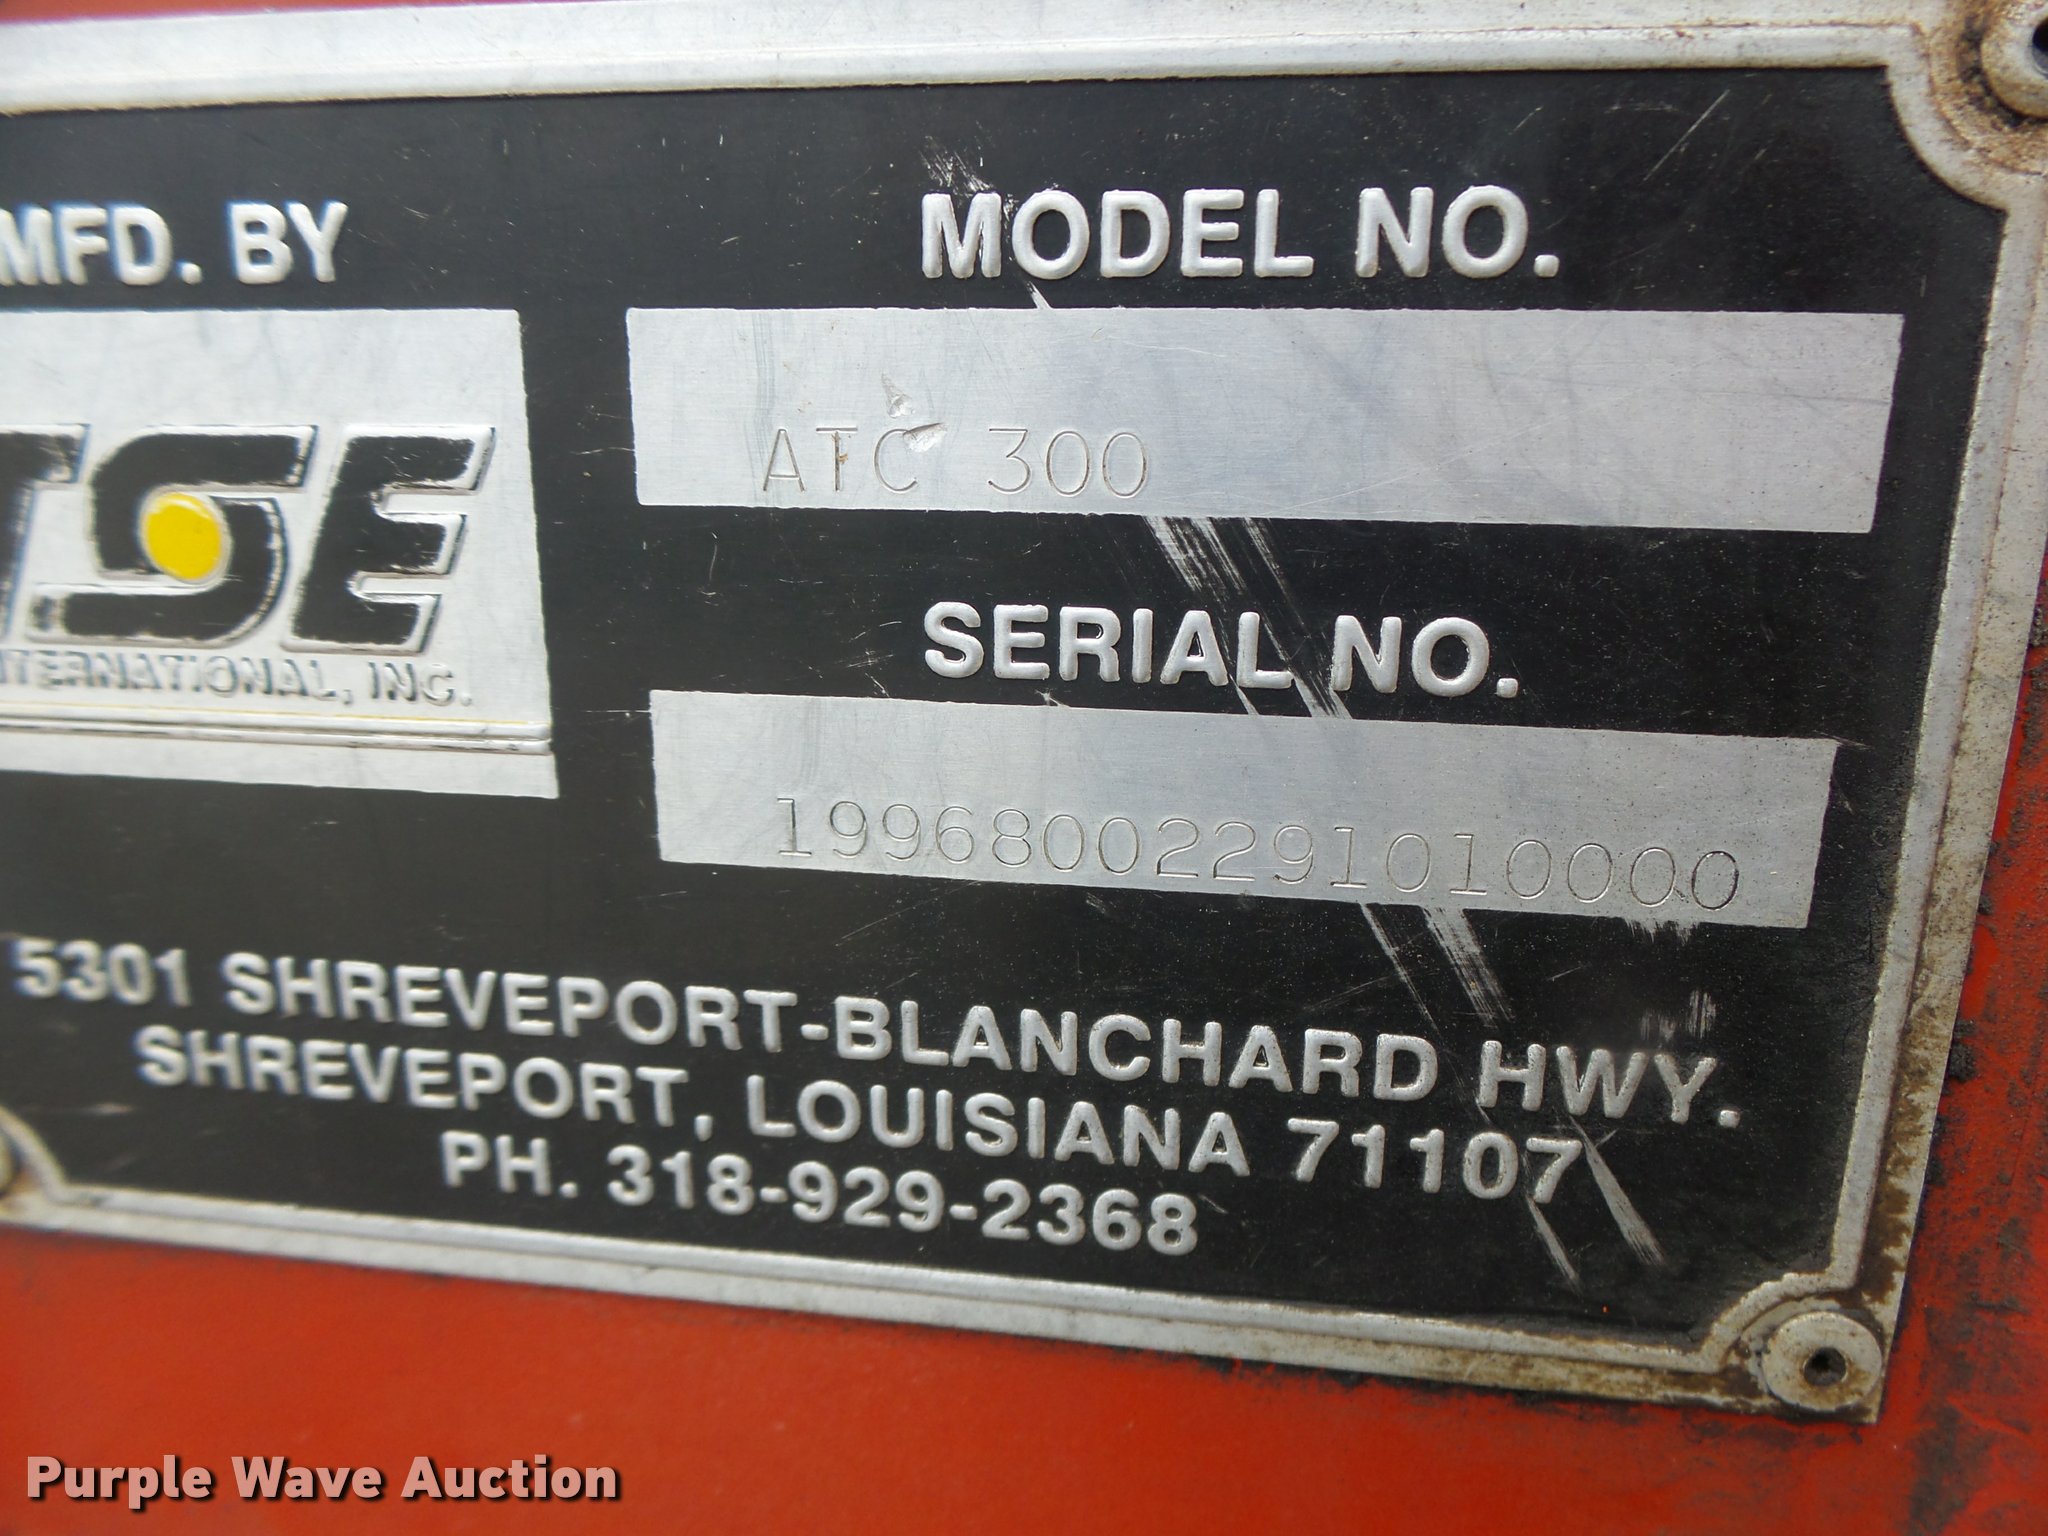 MFD. BY
MODEL NO.
ATC 300
TSE
INTERNATIONAL, INC.
SERIAL NO.
19968002291010000
5301 SHREVEPORT-BLANCHARD HWY.
SHREVEPORT, LOUISIANA 71107
PH. 318-929-2368
Purple Wave Auction